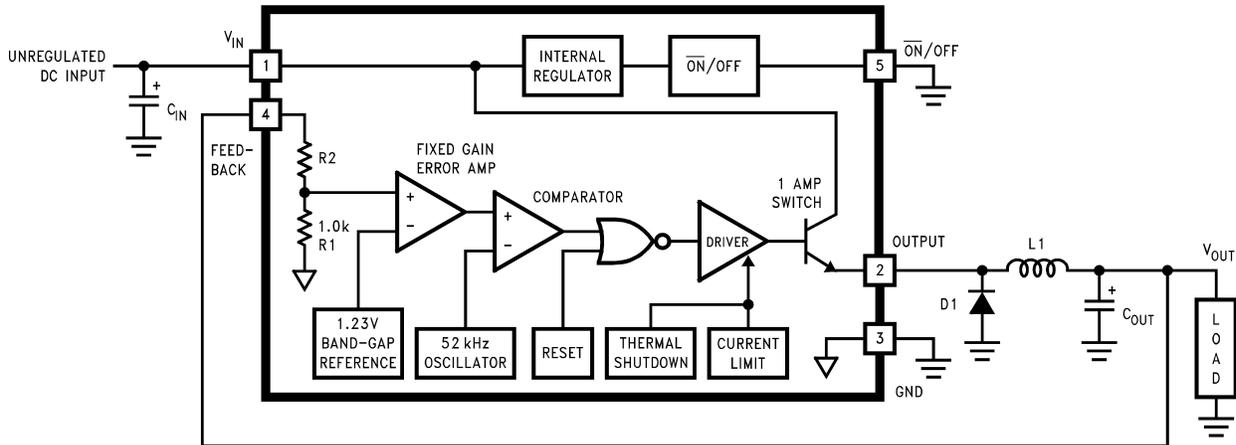 UNREGULATED
DC INPUT
+
C_IN
V_IN
1
4
FEED-
BACK
R2
1.0k
R1
FIXED GAIN
ERROR AMP
+
−
COMPARATOR
+
−
INTERNAL
REGULATOR
O̅N̅/OFF
5
O̅N̅/OFF
1 AMP
SWITCH
DRIVER
OUTPUT
2
3
GND
1.23V
BAND-GAP
REFERENCE
52 kHz
OSCILLATOR
RESET
THERMAL
SHUTDOWN
CURRENT
LIMIT
D1
L1
+
C_OUT
V_OUT
LOAD